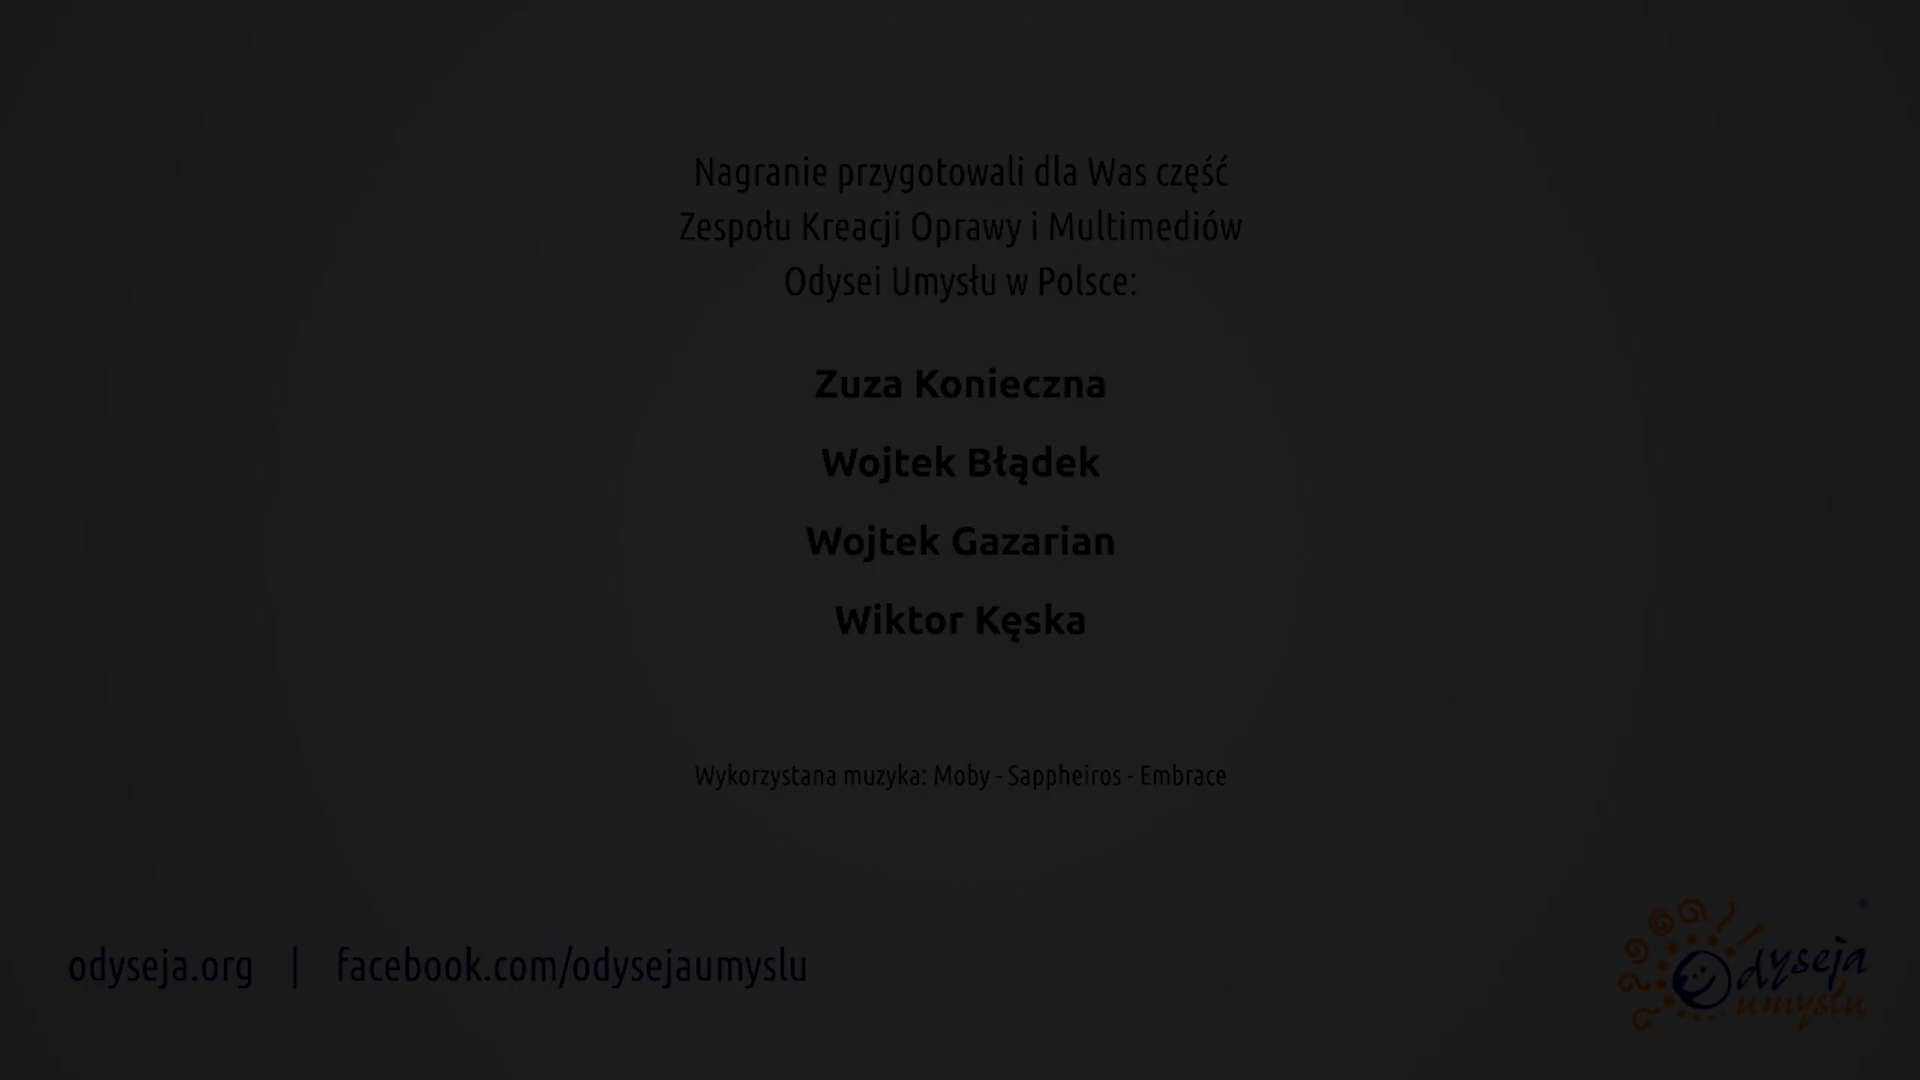 Nagranie przygotowali dla Was część
Zespołu Kreacji Oprawy i Multimediów
Odysei Umysłu w Polsce:
Zuza Konieczna
Wojtek Błądek
Wojtek Gazarian
Wiktor Kęska
Wykorzystana muzyka: Moby - Sappheiros - Embrace
odyseja.org | facebook.com/odysejaumyslu
Odyseja
umysłu